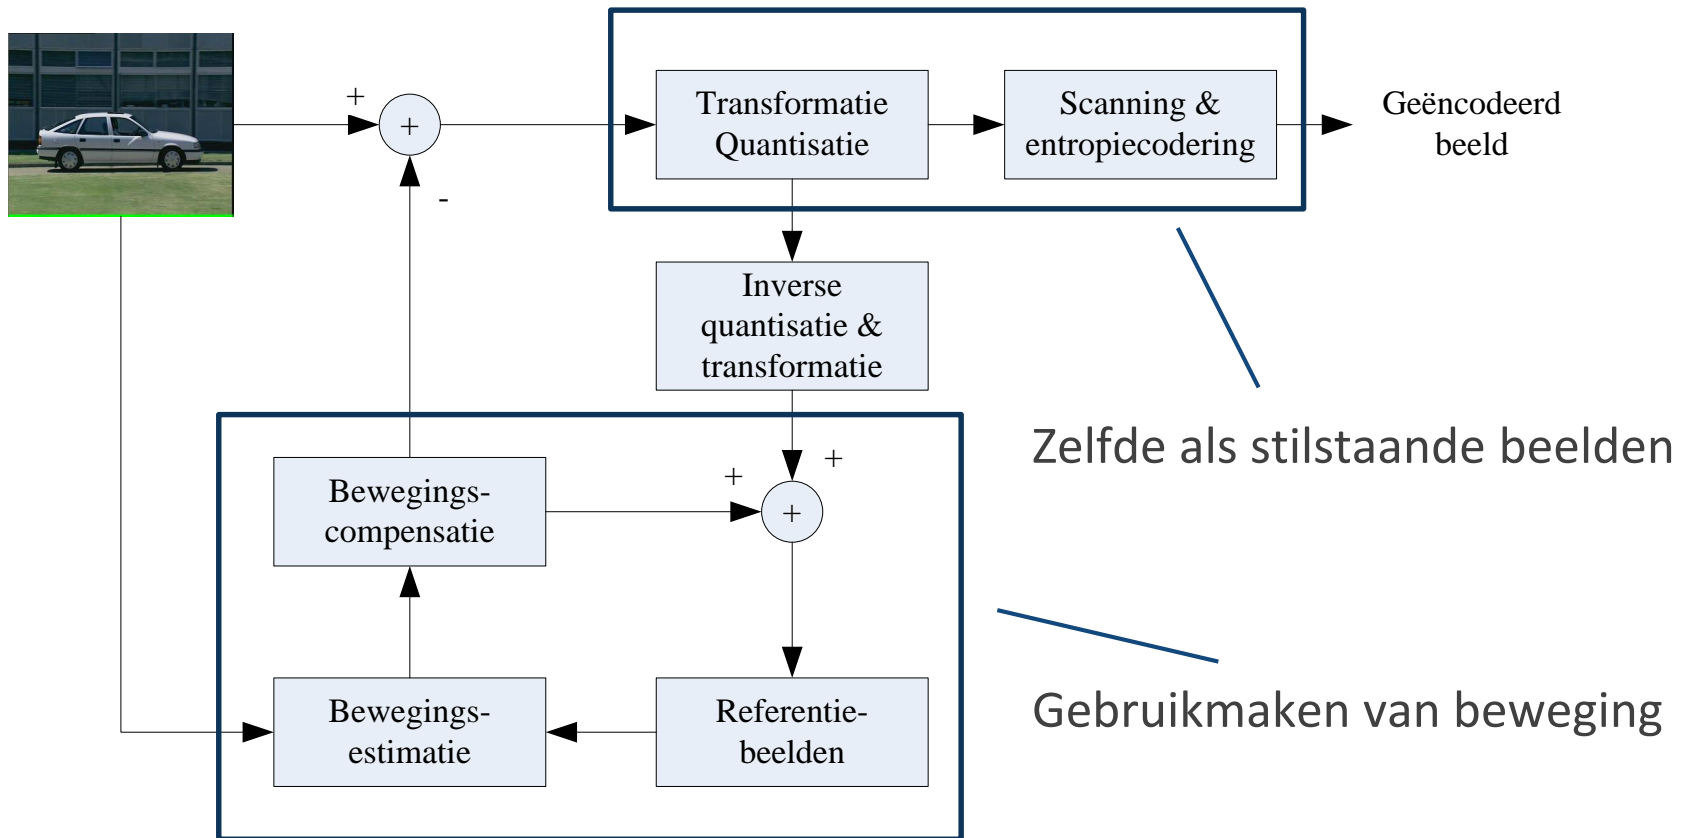 +
+
Transformatie
Quantisatie
Scanning &
entropiecodering
Geëncodeerd
beeld
-
Inverse
quantisatie &
transformatie
Zelfde als stilstaande beelden
Bewegings-
compensatie
+
+
+
Bewegings-
estimatie
Referentie-
beelden
Gebruikmaken van beweging